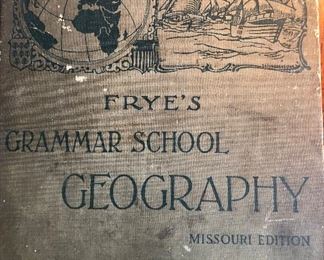 FRYE'S
GRAMMAR SCHOOL
GEOGRAPHY
MISSOURI EDITION